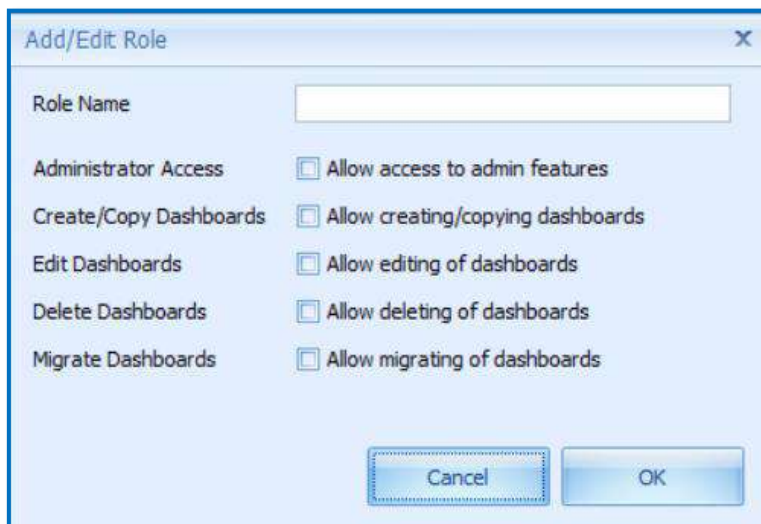 Add/Edit Role
Role Name
Administrator Access Allow access to admin features
Create/Copy Dashboards Allow creating/copying dashboards
Edit Dashboards Allow editing of dashboards
Delete Dashboards Allow deleting of dashboards
Migrate Dashboards Allow migrating of dashboards
Cancel OK